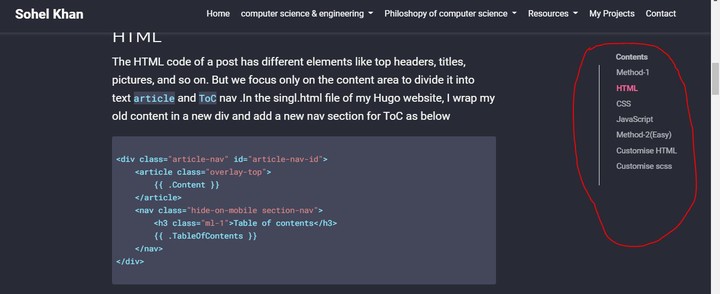 Sohel Khan
Home computer science & engineering Philoshopy of computer science Resources My Projects Contact
HTML
The HTML code of a post has different elements like top headers, titles,
pictures, and so on. But we focus only on the content area to divide it into
text article and ToC nav .In the singl.html file of my Hugo website, I wrap my
old content in a new div and add a new nav section for ToC as below
<div class="article-nav" id="article-nav-id">
<article class="overlay-top">
{{ .Content }}
</article>
<nav class="hide-on-mobile section-nav">
<h3 class="ml-1">Table of contents</h3>
{{ .TableOfContents }}
</nav>
</div>
Contents
Method-1
HTML
CSS
JavaScript
Method-2(Easy)
Customise HTML
Customise scss